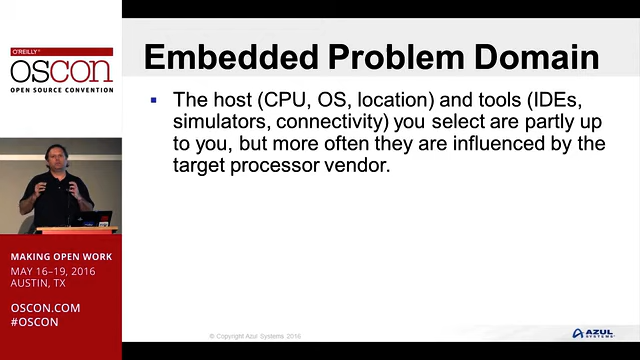 O'REILLY®
OSCON
OPEN SOURCE CONVENTION
MAKING OPEN WORK
MAY 16–19, 2016
AUSTIN, TX
OSCON.COM
#OSCON
Embedded Problem Domain
▪ The host (CPU, OS, location) and tools (IDEs,
simulators, connectivity) you select are partly up
to you, but more often they are influenced by the
target processor vendor.
© Copyright Azul Systems 2016
AZUL
SYSTEMS